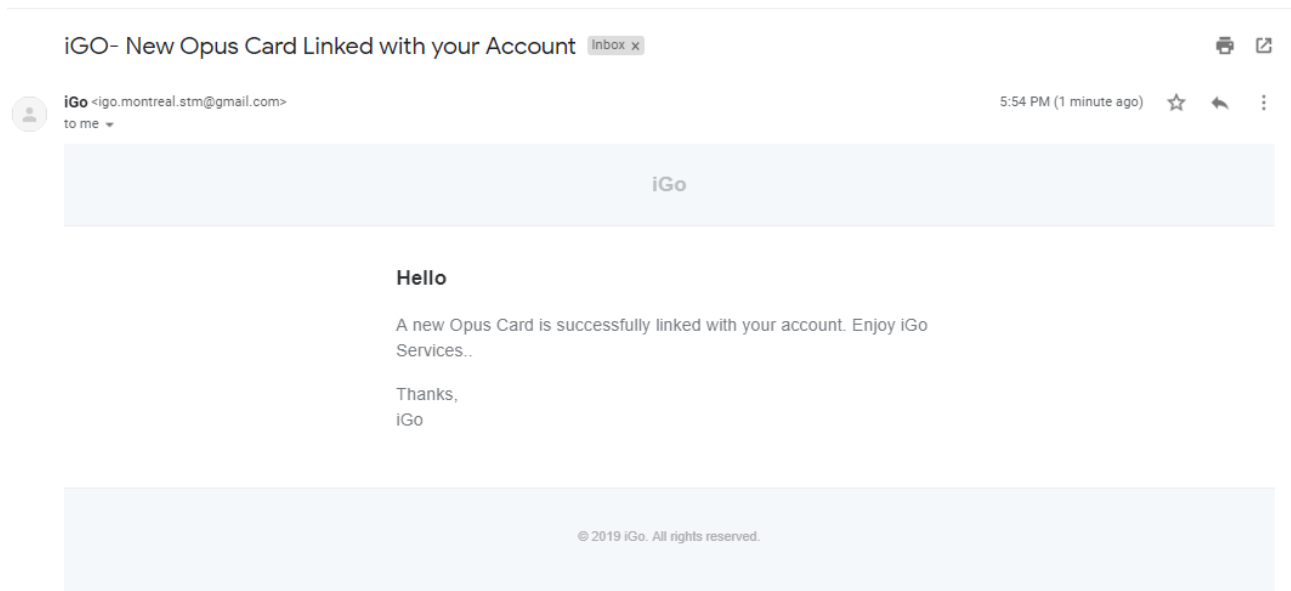 iGO- New Opus Card Linked with your Account Inbox x
iGo <igo.montreal.stm@gmail.com> 5:54 PM (1 minute ago)
to me
iGo
Hello
A new Opus Card is successfully linked with your account. Enjoy iGo
Services..
Thanks,
iGo
© 2019 iGo. All rights reserved.